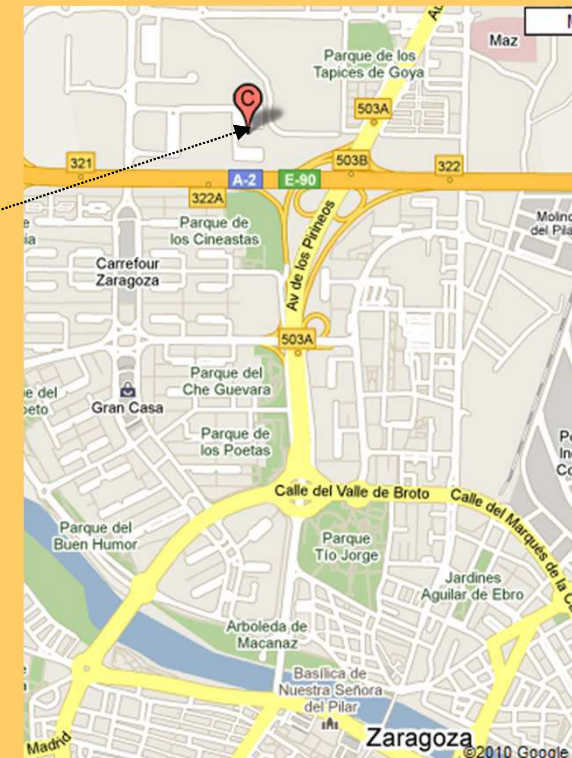 Maz
Parque de los
Tapices de Goya
C
503A
321
503B
322
A-2
E-90
322A
Parque de
los Cineastas
Av de los Pirineos
Carrefour
Zaragoza
503A
Parque del
Che Guevara
Gran Casa
Parque de
los Poetas
Calle del Valle de Broto
Calle del Marqués de la
Parque del
Buen Humor
Parque
Tío Jorge
Jardines
Aguilar de Ebro
Arboleda de
Macanaz
Basílica de
Nuestra Señora
del Pilar
Zaragoza
Madrid
©2010 Google